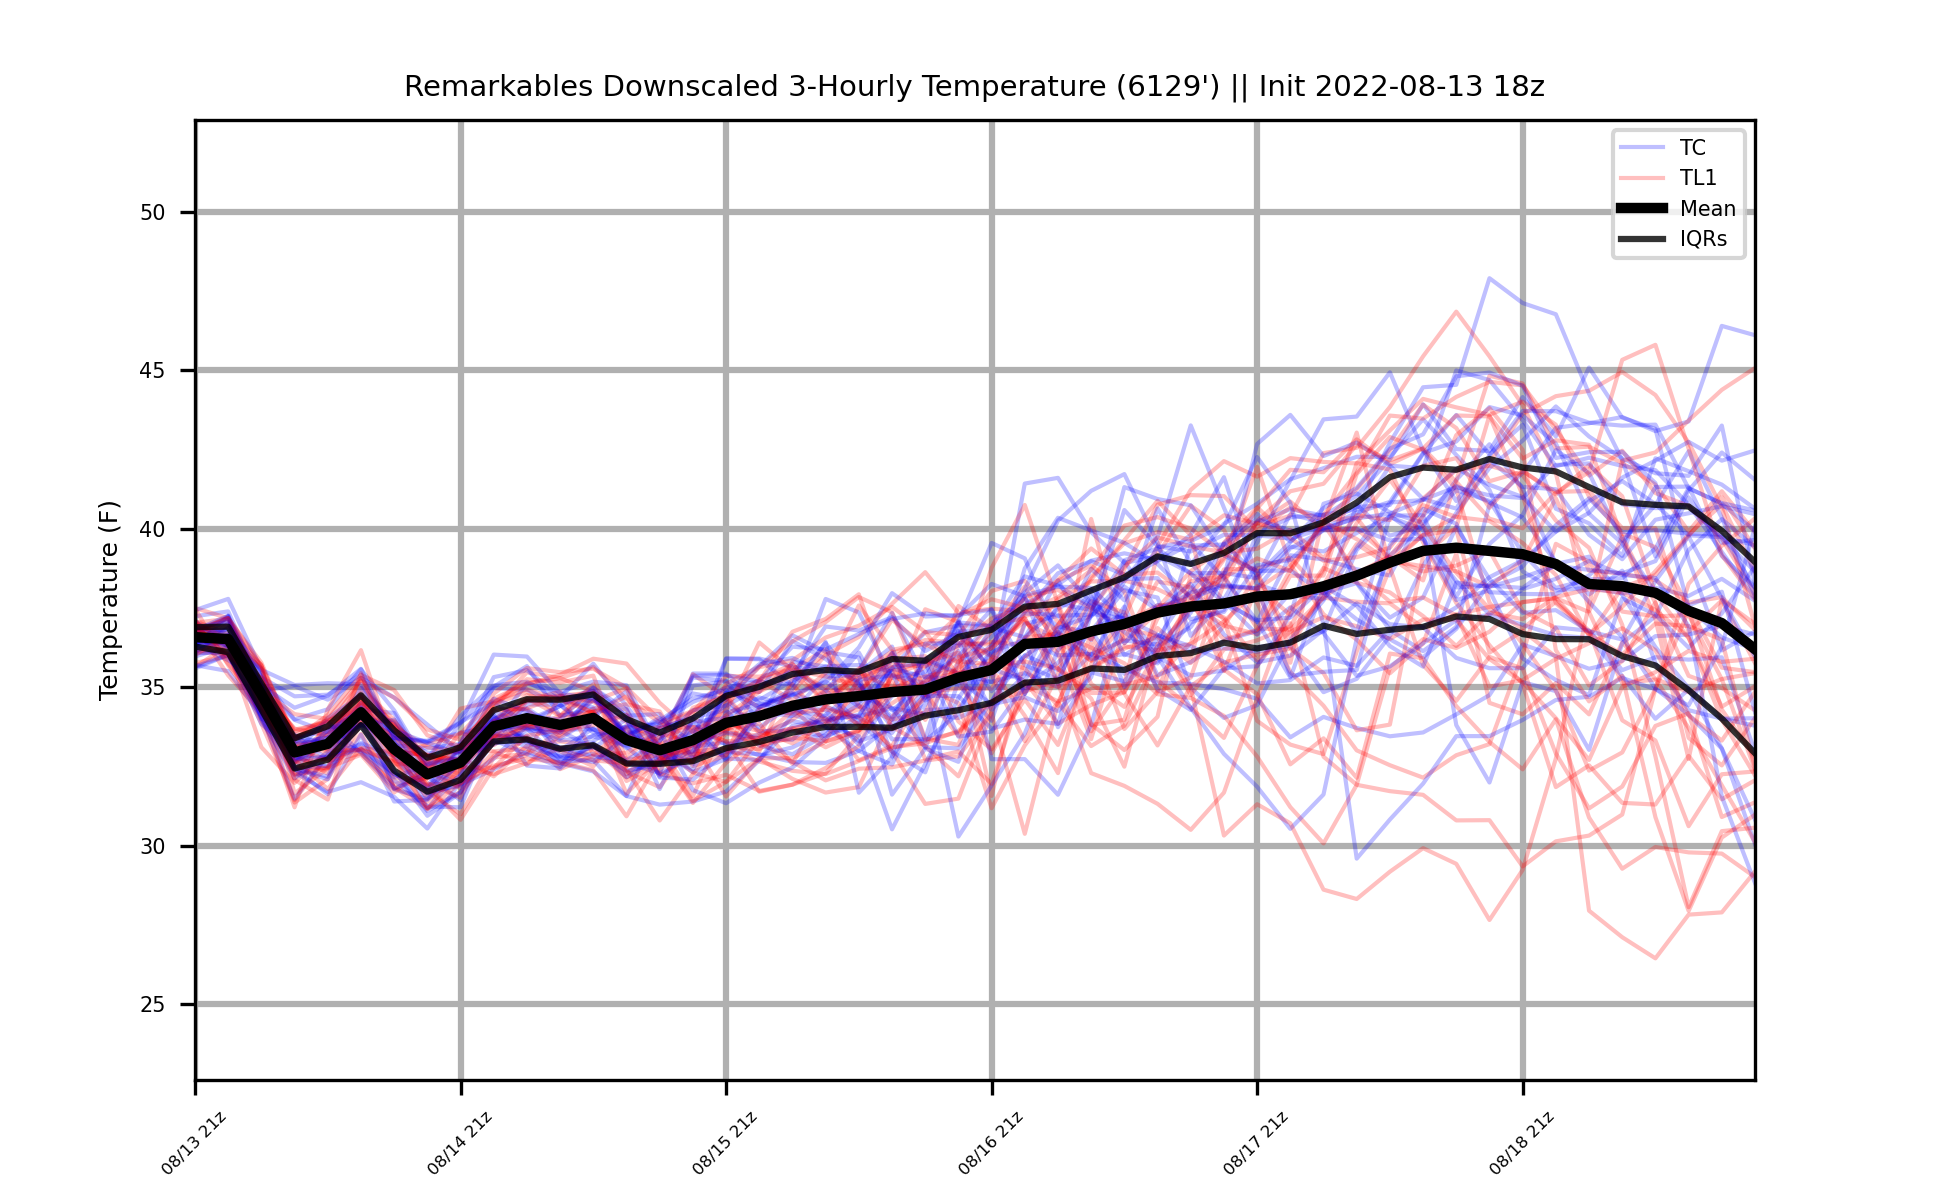 Remarkables Downscaled 3-Hourly Temperature (6129') || Init 2022-08-13 18z
TC
TL1
Mean
IQRs
Temperature (F)
50
45
40
35
30
25
08/13 21z
08/14 21z
08/15 21z
08/16 21z
08/17 21z
08/18 21z